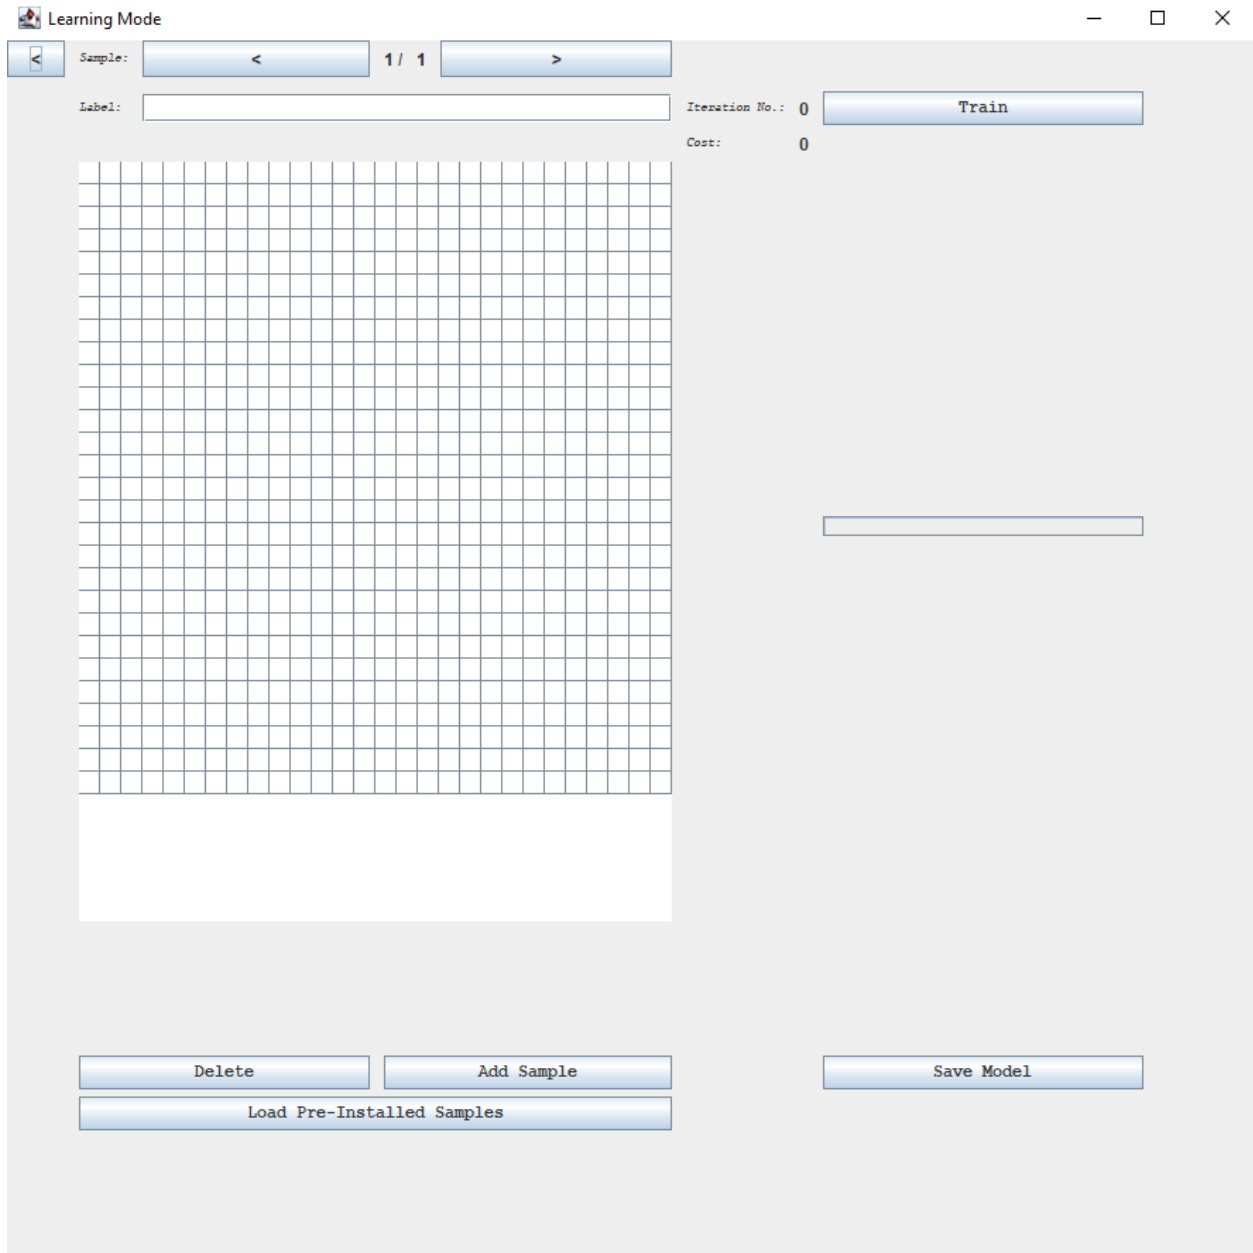 Learning Mode
< Sample: < 1 / 1 >
Label: Iteration No.: 0 Train
Cost: 0
Delete Add Sample Save Model
Load Pre-Installed Samples